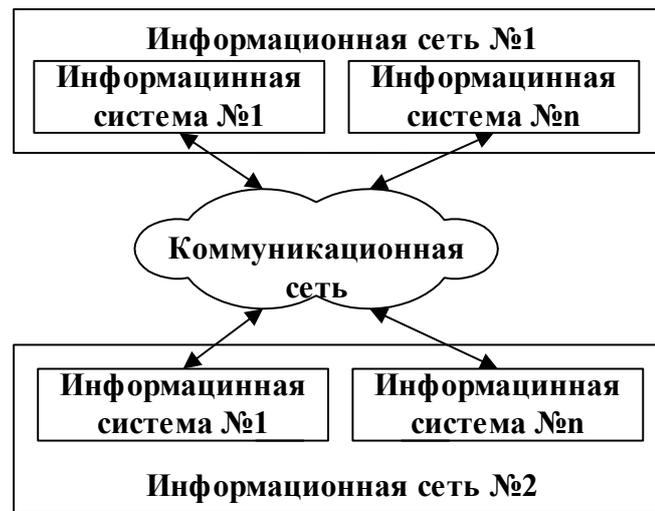 Информационная сеть №1
Информацинная
система №1
Информацинная
система №n
Коммуникационная
сеть
Информацинная
система №1
Информацинная
система №n
Информационная сеть №2